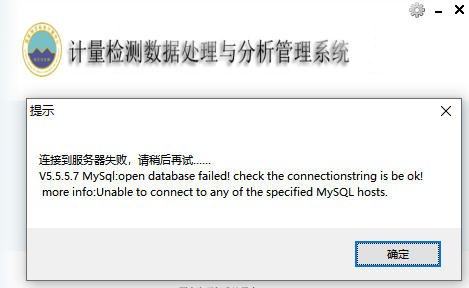 计量检测数据处理与分析管理系统
提示
连接到服务器失败，请稍后再试......
V5.5.5.7 MySql:open database failed! check the connectionstring is be ok!
more info:Unable to connect to any of the specified MySQL hosts.
确定